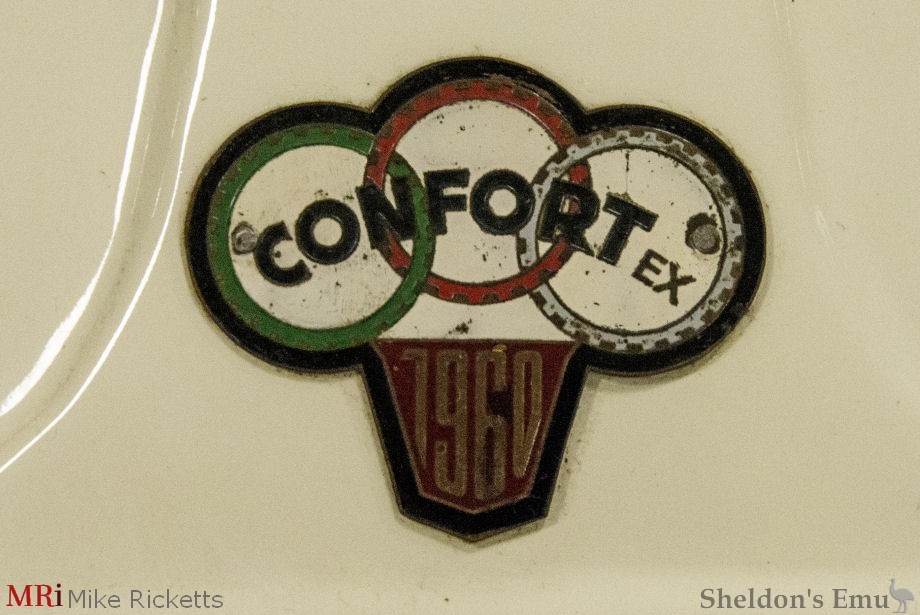 CONFORT
EX
1960
MRi Mike Ricketts
Sheldon's Emu